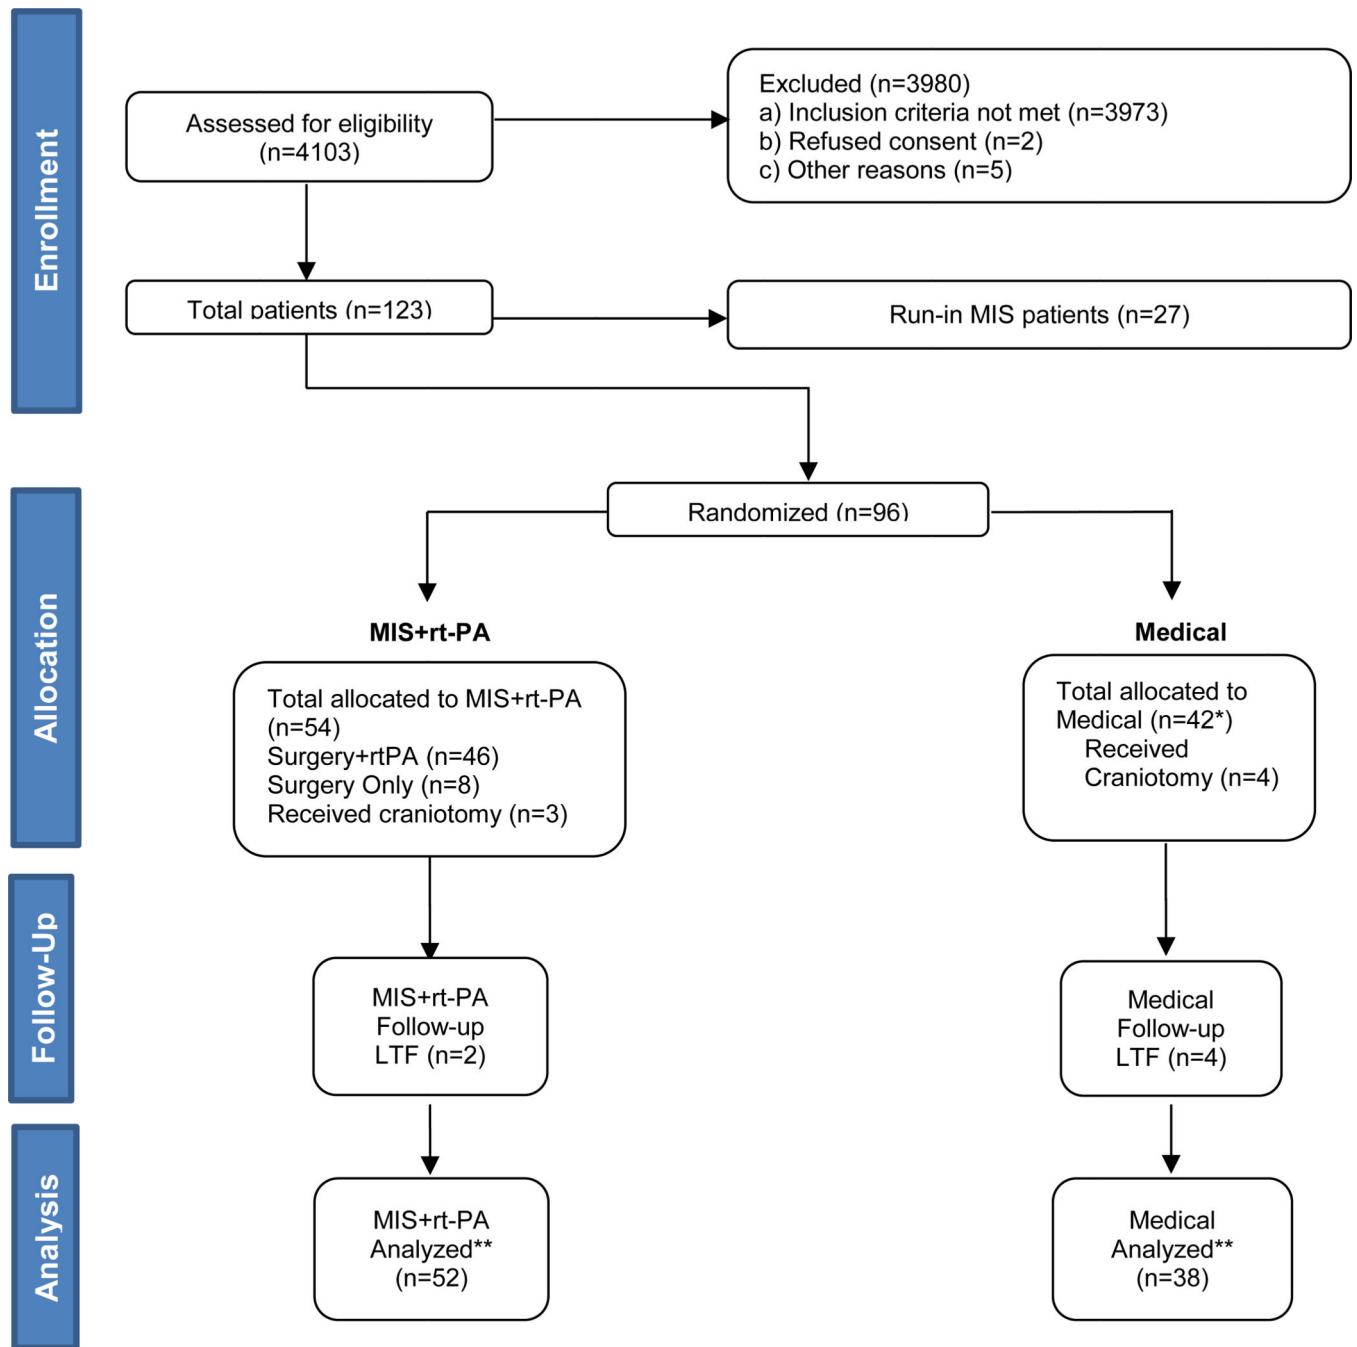 Enrollment
Assessed for eligibility
(n=4103)
Excluded (n=3980)
a) Inclusion criteria not met (n=3973)
b) Refused consent (n=2)
c) Other reasons (n=5)
Total patients (n=123)
Run-in MIS patients (n=27)
Allocation
Randomized (n=96)
MIS+rt-PA
Total allocated to MIS+rt-PA
(n=54)
Surgery+rtPA (n=46)
Surgery Only (n=8)
Received craniotomy (n=3)
Medical
Total allocated to
Medical (n=42*)
Received
Craniotomy (n=4)
Follow-Up
MIS+rt-PA
Follow-up
LTF (n=2)
Medical
Follow-up
LTF (n=4)
Analysis
MIS+rt-PA
Analyzed**
(n=52)
Medical
Analyzed**
(n=38)